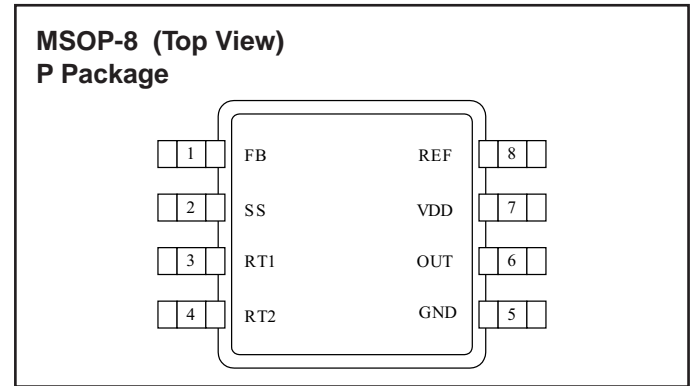 MSOP-8 (Top View)
P Package
1 FB REF 8
2 SS VDD 7
3 RT1 OUT 6
4 RT2 GND 5